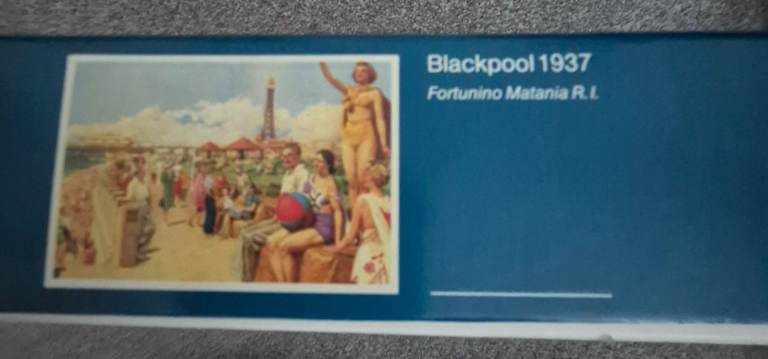 Blackpool 1937
Fortunino Matania R.I.